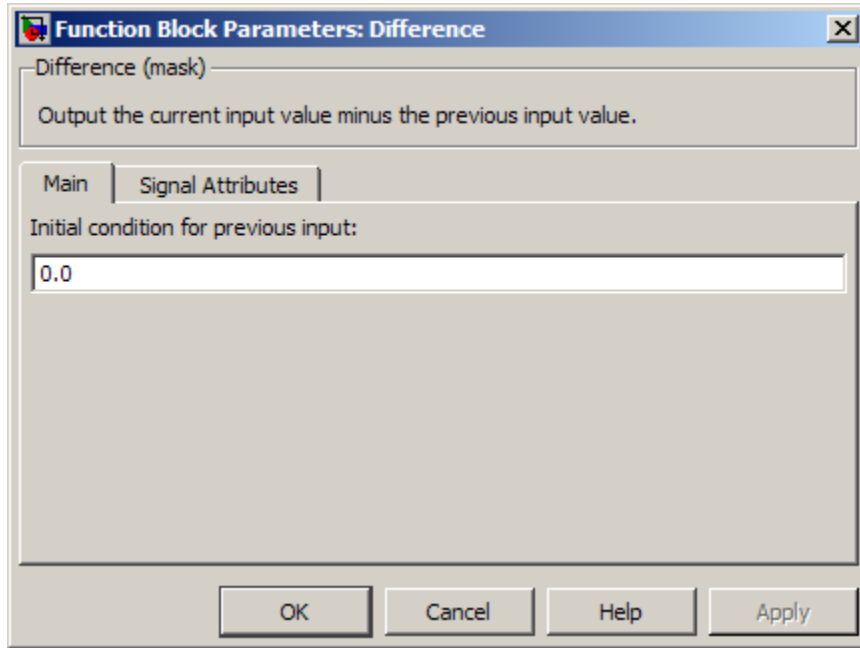 Function Block Parameters: Difference
Difference (mask)
Output the current input value minus the previous input value.
Main Signal Attributes
Initial condition for previous input:
0.0
OK Cancel Help Apply